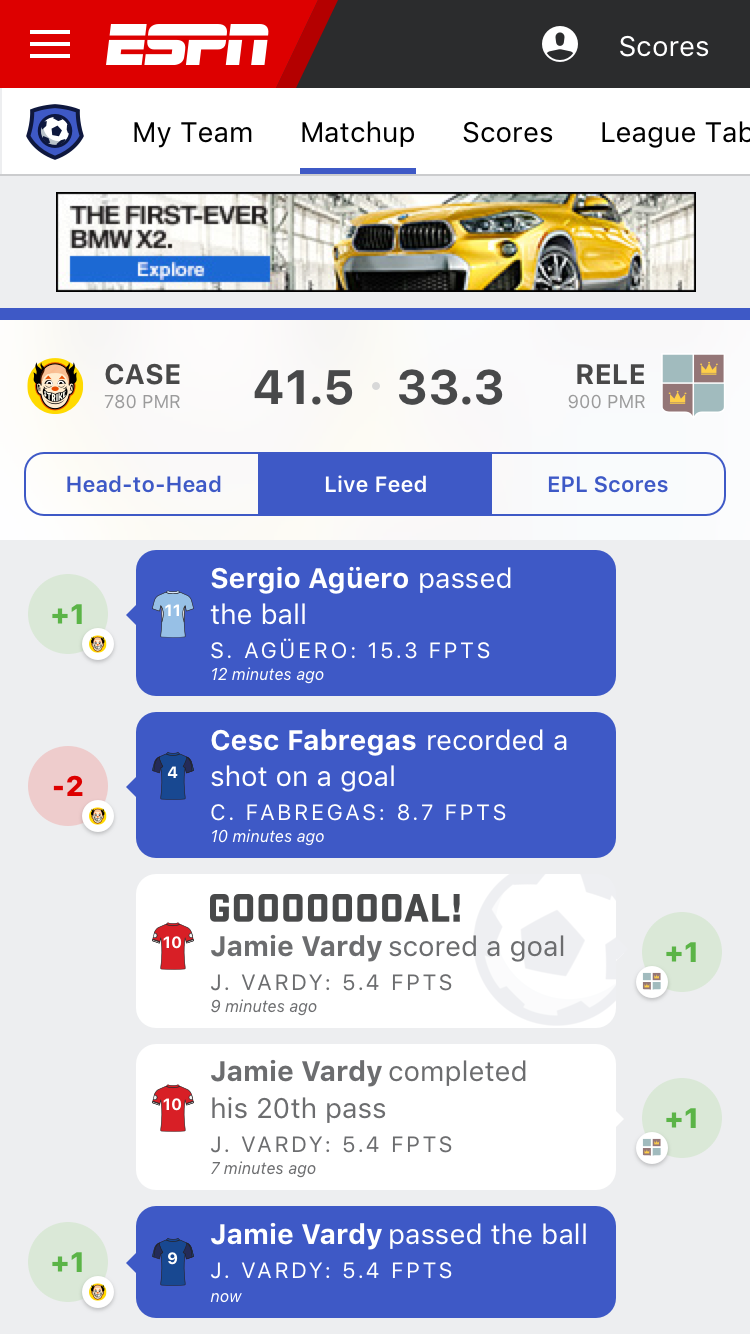 ESPN
Scores
My Team Matchup Scores League Tab
THE FIRST-EVER
BMW X2.
Explore
CASE
780 PMR
41.5 · 33.3
RELE
900 PMR
STRIKE
Head-to-Head Live Feed EPL Scores
+1
11
Sergio Agüero passed
the ball
S. AGÜERO: 15.3 FPTS
12 minutes ago
-2
4
Cesc Fabregas recorded a
shot on a goal
C. FABREGAS: 8.7 FPTS
10 minutes ago
GOOOOOOOAL!
10
Jamie Vardy scored a goal
J. VARDY: 5.4 FPTS
9 minutes ago
+1
10
Jamie Vardy completed
his 20th pass
J. VARDY: 5.4 FPTS
7 minutes ago
+1
+1
9
Jamie Vardy passed the ball
J. VARDY: 5.4 FPTS
now